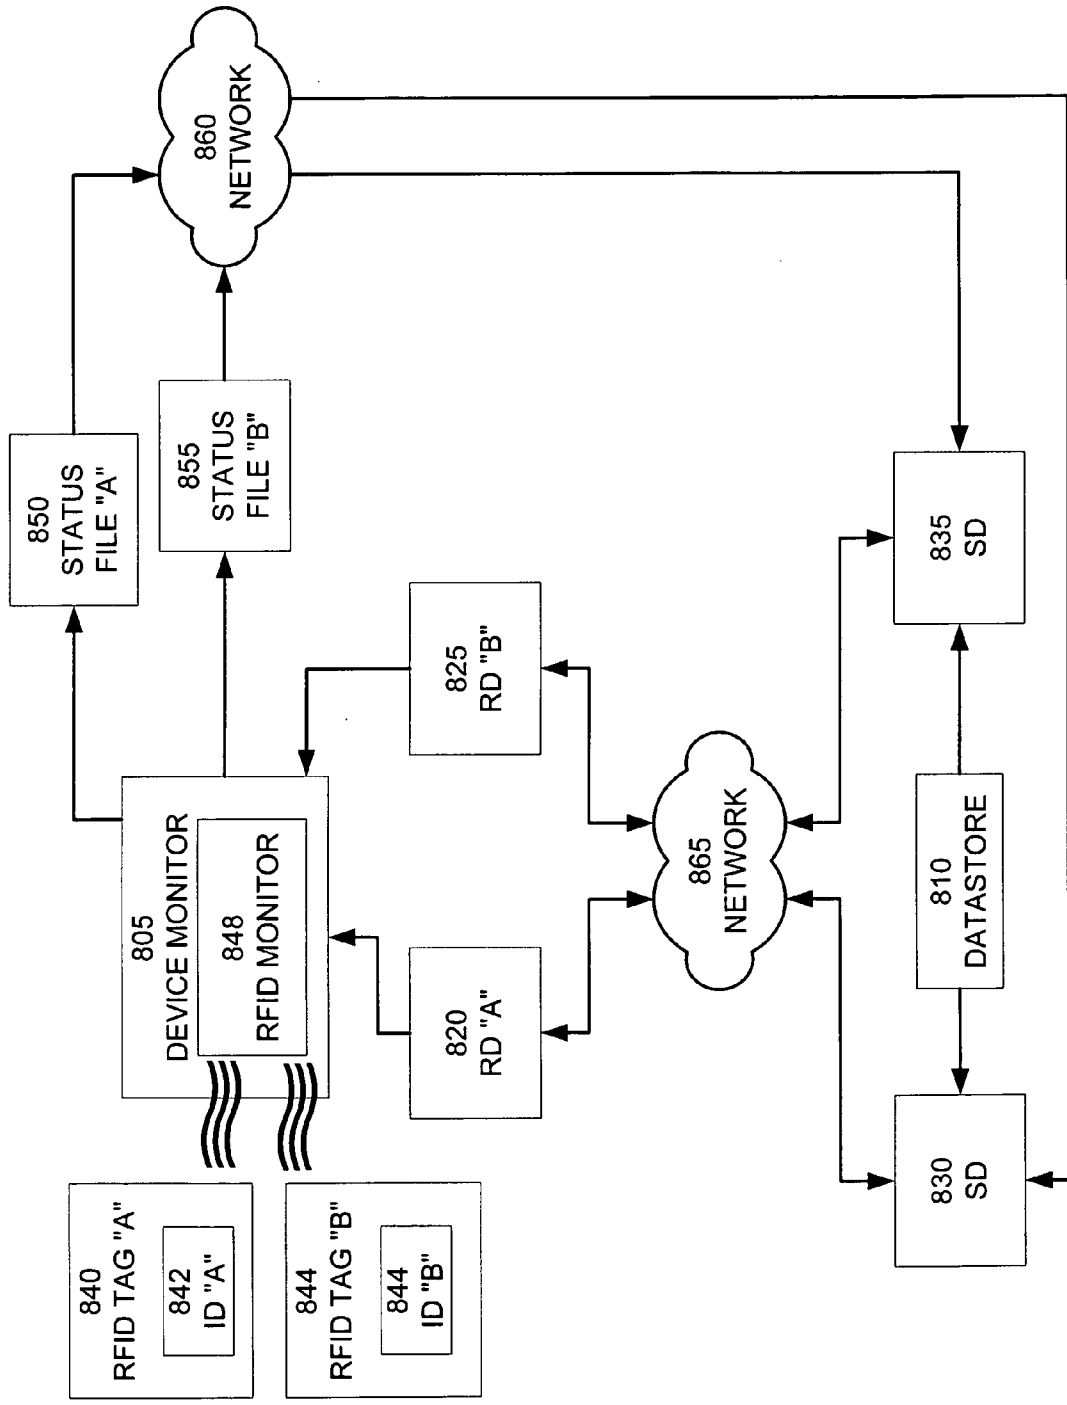 840
RFID TAG "A"
842
ID "A"
844
RFID TAG "B"
844
ID "B"
805
DEVICE MONITOR
848
RFID MONITOR
850
STATUS
FILE "A"
855
STATUS
FILE "B"
860
NETWORK
820
RD "A"
825
RD "B"
865
NETWORK
830
SD
810
DATASTORE
835
SD